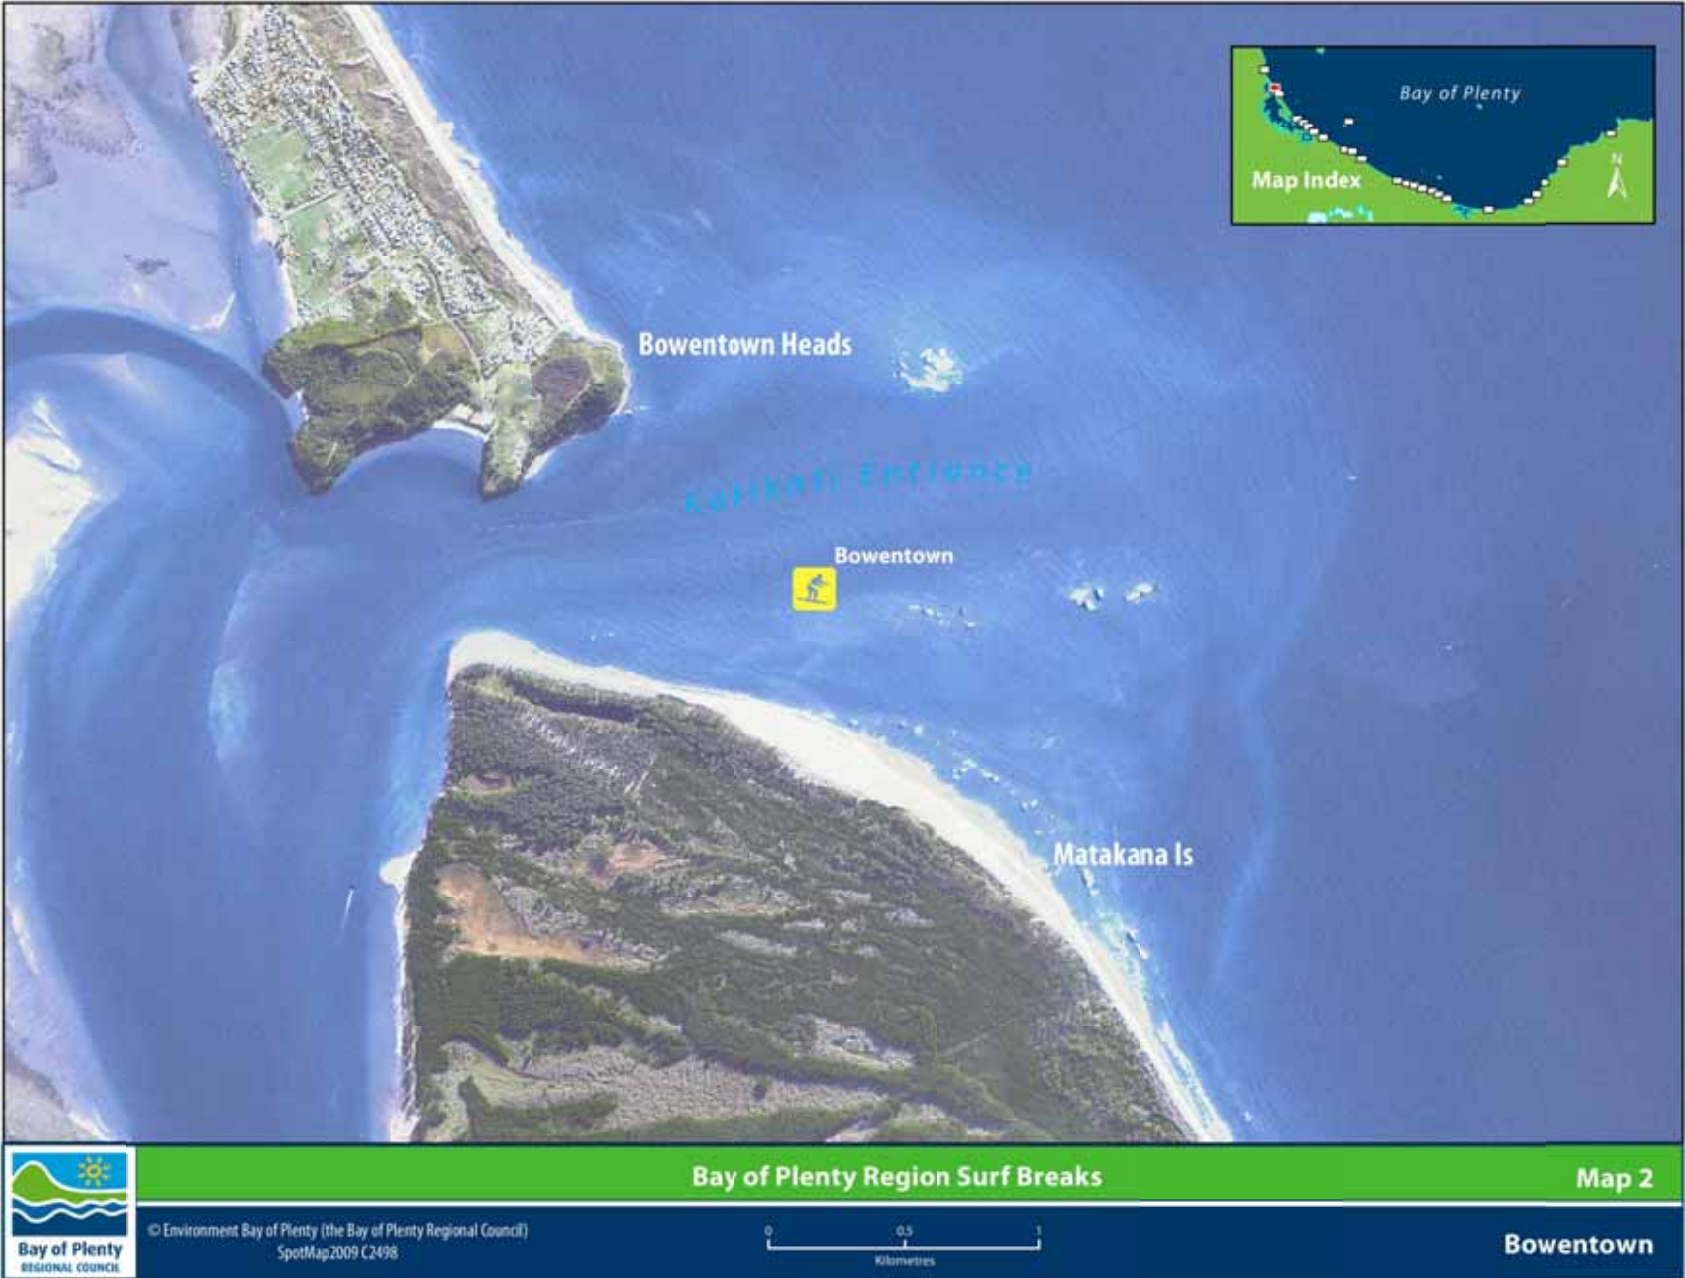 Bay of Plenty
Map Index
N
Bowentown Heads
Katikati Entrance
Bowentown
Matakana Is
Bay of Plenty Region Surf Breaks
Map 2
Bay of Plenty
REGIONAL COUNCIL
© Environment Bay of Plenty (the Bay of Plenty Regional Council)
SpotMap2009 C2498
0 0.5 1
Kilometres
Bowentown